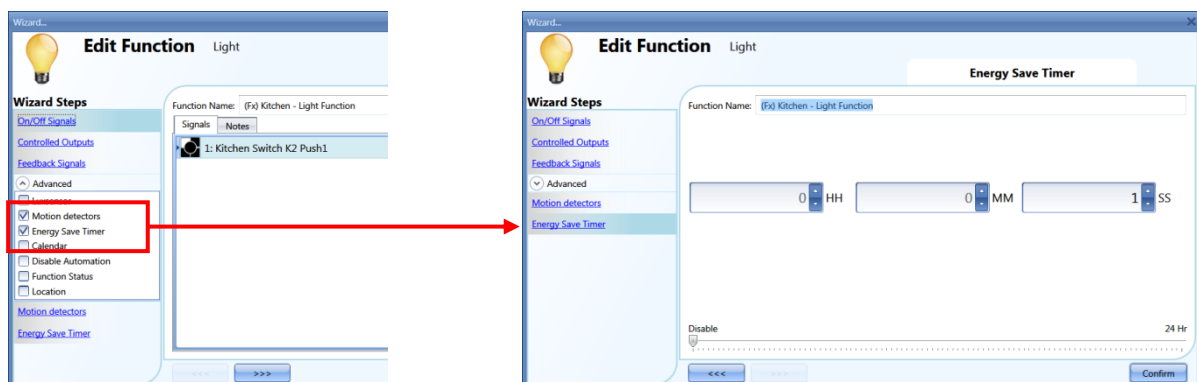 Wizard...
Edit Function Light
Wizard Steps
On/Off Signals
Controlled Outputs
Feedback Signals
Advanced
Motion detectors
Energy Save Timer
Calendar
Disable Automation
Function Status
Location
Motion detectors
Energy Save Timer
Function Name: (Fx) Kitchen - Light Function
Signals Notes
1: Kitchen Switch K2 Push1
<<< >>>
Wizard...
Edit Function Light
Energy Save Timer
Wizard Steps
On/Off Signals
Controlled Outputs
Feedback Signals
Advanced
Motion detectors
Energy Save Timer
Function Name: (Fx) Kitchen - Light Function
0 HH 0 MM 1 SS
Disable 24 Hr
<<< >>> Confirm